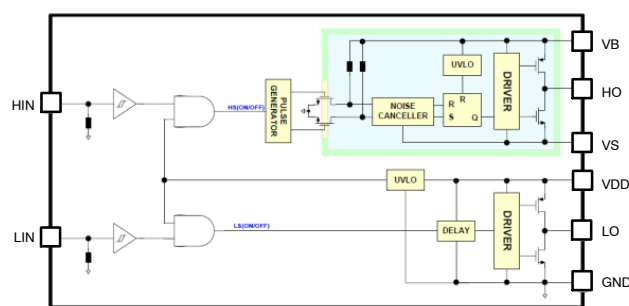 VB
UVLO
DRIVER
HIN
HS(ON/OFF)
PULSE
GENERATOR
HO
NOISE
CANCELLER
R
R
S
Q
VS
UVLO
VDD
LIN
LS(ON/OFF)
DELAY
DRIVER
LO
GND